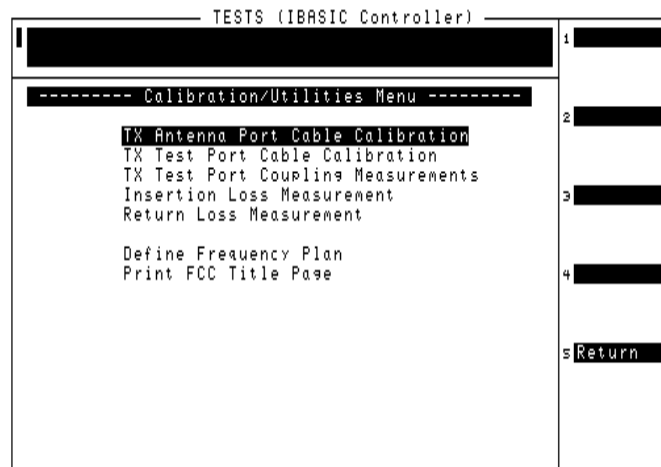 TESTS (IBASIC Controller)
1
--------- Calibration/Utilities Menu ---------
2
TX Antenna Port Cable Calibration
TX Test Port Cable Calibration
TX Test Port Coupling Measurements
Insertion Loss Measurement
3
Return Loss Measurement
Define Frequency Plan
Print FCC Title Page
4
5 Return